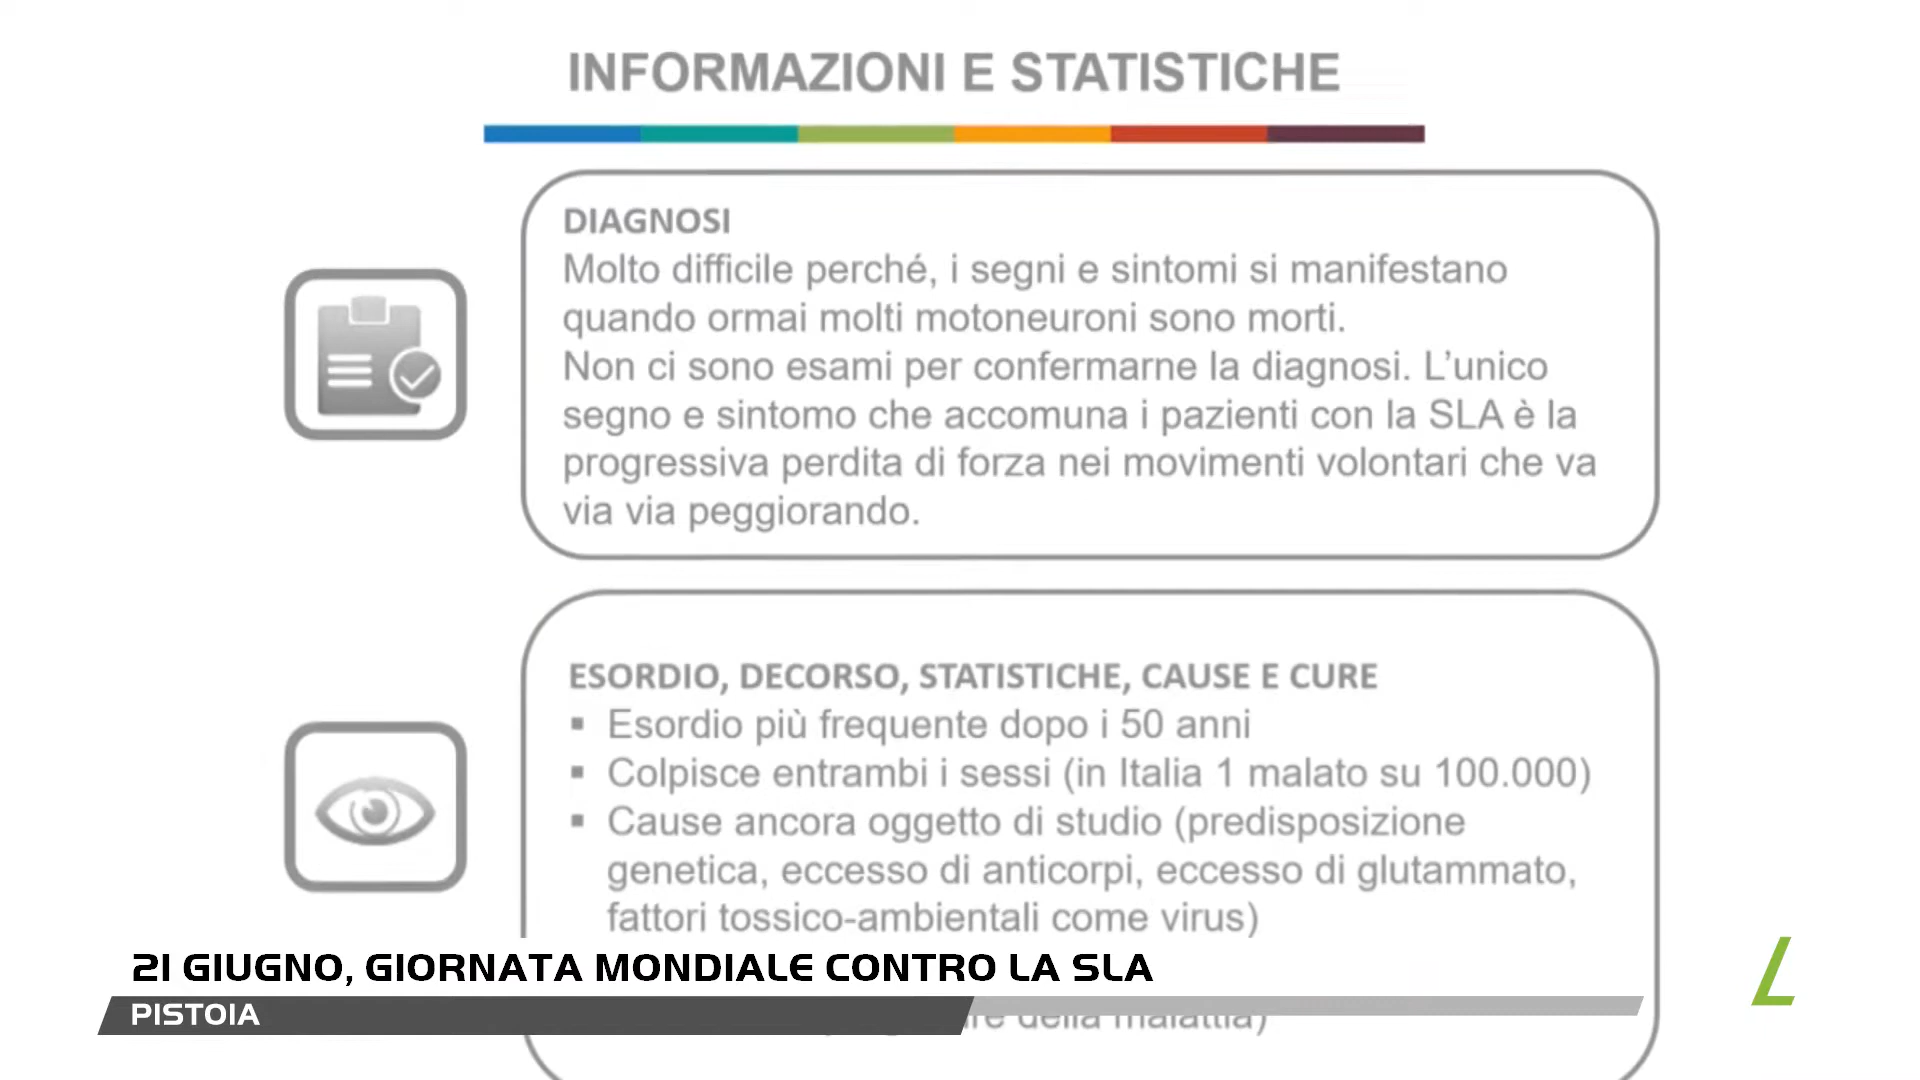 INFORMAZIONI E STATISTICHE
DIAGNOSI
Molto difficile perché, i segni e sintomi si manifestano
quando ormai molti motoneuroni sono morti.
Non ci sono esami per confermarne la diagnosi. L’unico
segno e sintomo che accomuna i pazienti con la SLA è la
progressiva perdita di forza nei movimenti volontari che va
via via peggiorando.
ESORDIO, DECORSO, STATISTICHE, CAUSE E CURE
▪ Esordio più frequente dopo i 50 anni
▪ Colpisce entrambi i sessi (in Italia 1 malato su 100.000)
▪ Cause ancora oggetto di studio (predisposizione
genetica, eccesso di anticorpi, eccesso di glutammato,
fattori tossico-ambientali come virus)
della malattia)
21 GIUGNO, GIORNATA MONDIALE CONTRO LA SLA
PISTOIA
L